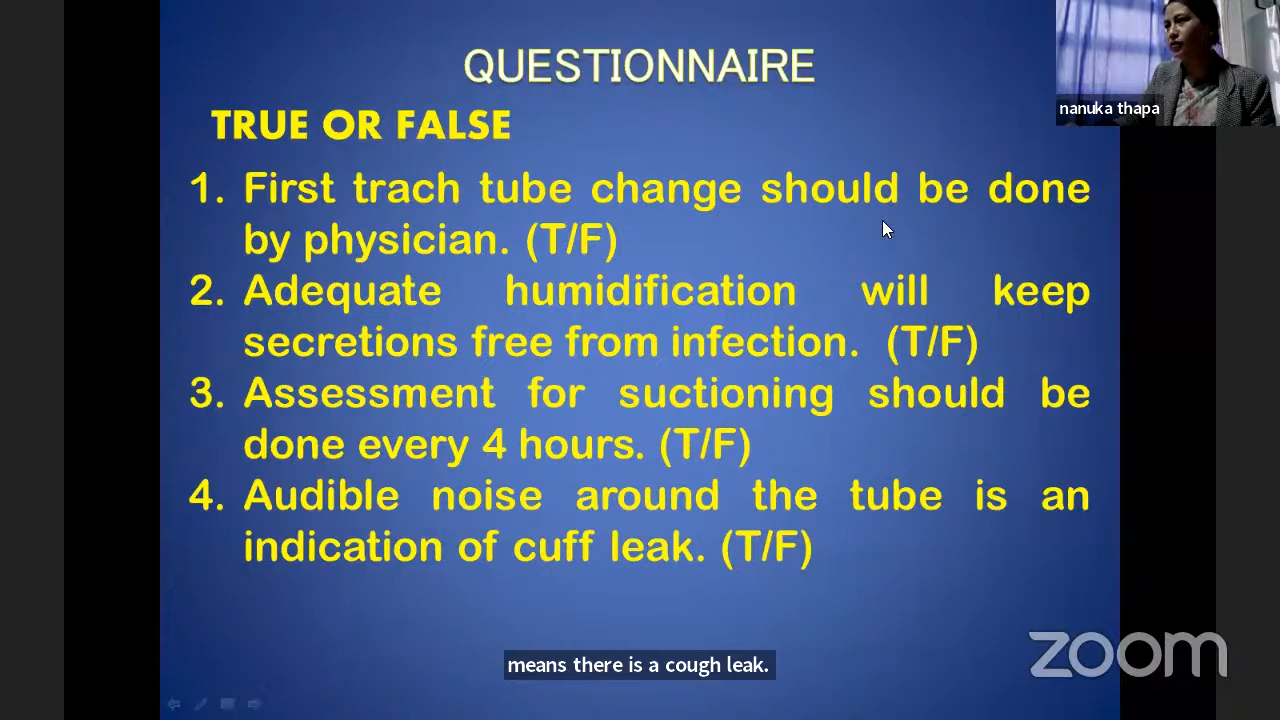 QUESTIONNAIRE
nanuka thapa
TRUE OR FALSE
1. First trach tube change should be done
by physician. (T/F)
2. Adequate humidification will keep
secretions free from infection. (T/F)
3. Assessment for suctioning should be
done every 4 hours. (T/F)
4. Audible noise around the tube is an
indication of cuff leak. (T/F)
means there is a cough leak.
zoom